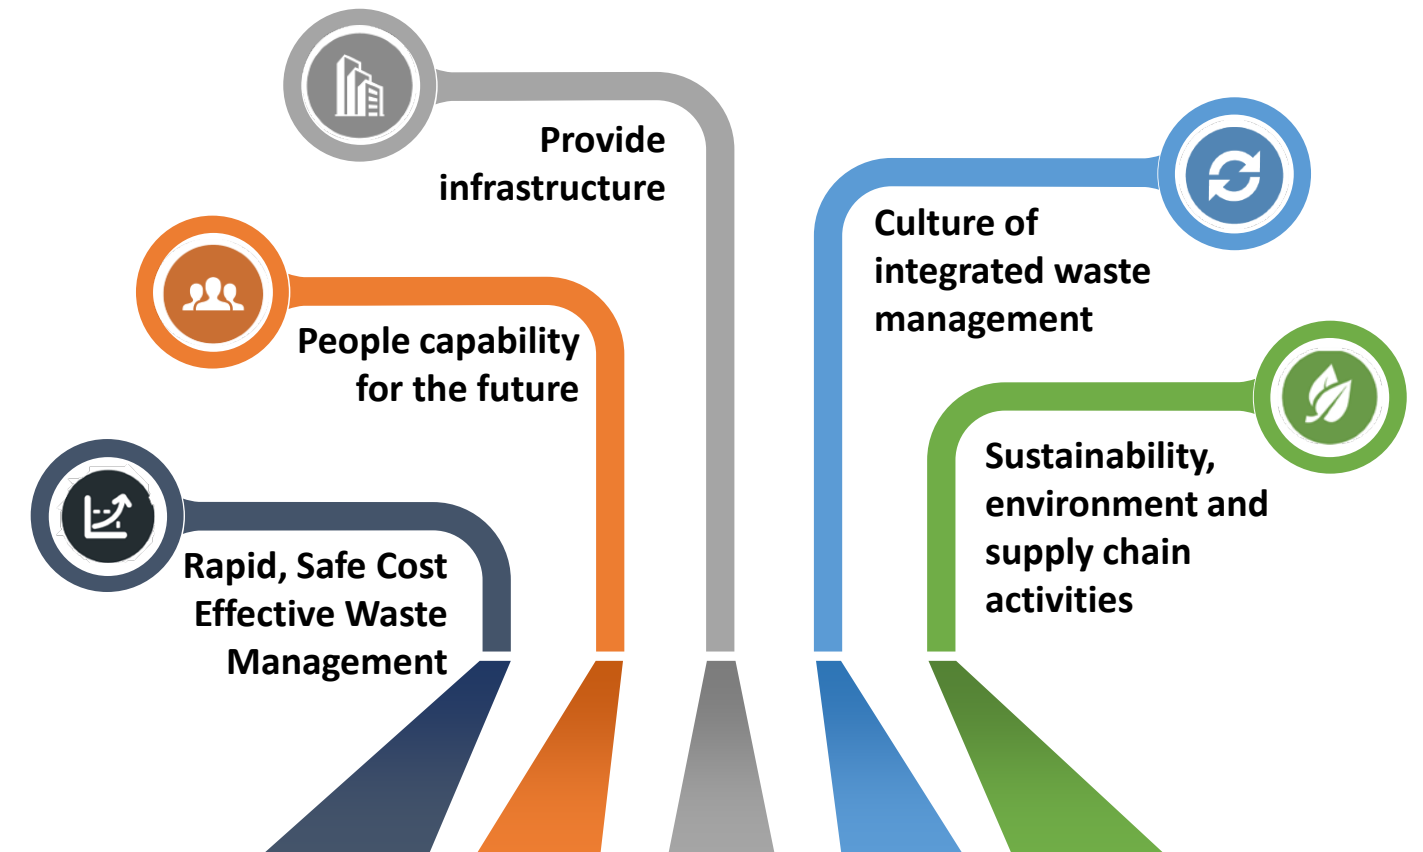 Provide
infrastructure
Culture of
integrated waste
management
People capability
for the future
Sustainability,
environment and
supply chain
activities
Rapid, Safe Cost
Effective Waste
Management